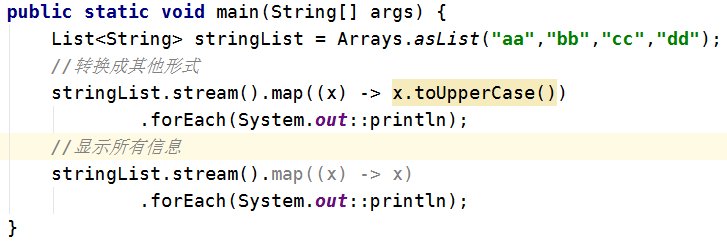 public static void main(String[] args) {
List<String> stringList = Arrays.asList("aa","bb","cc","dd");
//转换成其他形式
stringList.stream().map((x) -> x.toUpperCase())
.forEach(System.out::println);
//显示所有信息
stringList.stream().map((x) -> x)
.forEach(System.out::println);
}